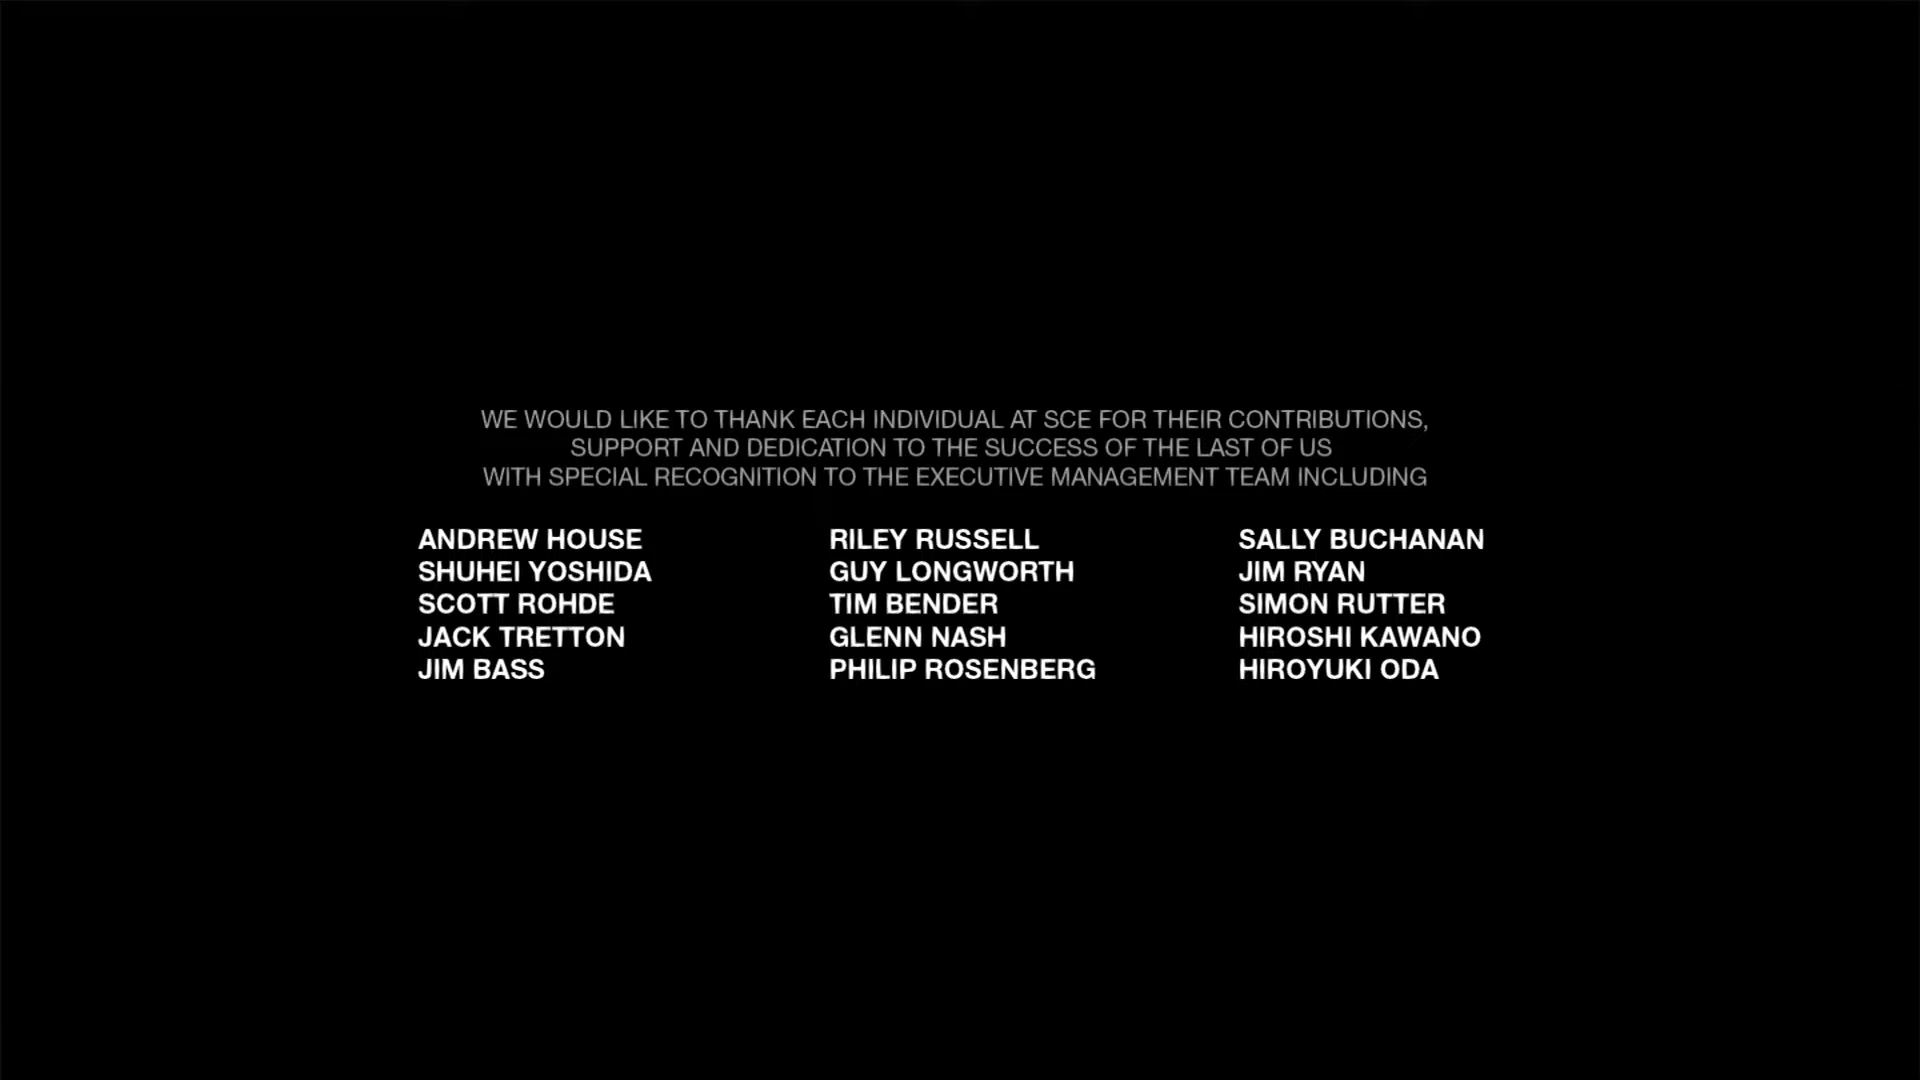 WE WOULD LIKE TO THANK EACH INDIVIDUAL AT SCE FOR THEIR CONTRIBUTIONS,
SUPPORT AND DEDICATION TO THE SUCCESS OF THE LAST OF US
WITH SPECIAL RECOGNITION TO THE EXECUTIVE MANAGEMENT TEAM INCLUDING
ANDREW HOUSE
SHUHEI YOSHIDA
SCOTT ROHDE
JACK TRETTON
JIM BASS
RILEY RUSSELL
GUY LONGWORTH
TIM BENDER
GLENN NASH
PHILIP ROSENBERG
SALLY BUCHANAN
JIM RYAN
SIMON RUTTER
HIROSHI KAWANO
HIROYUKI ODA